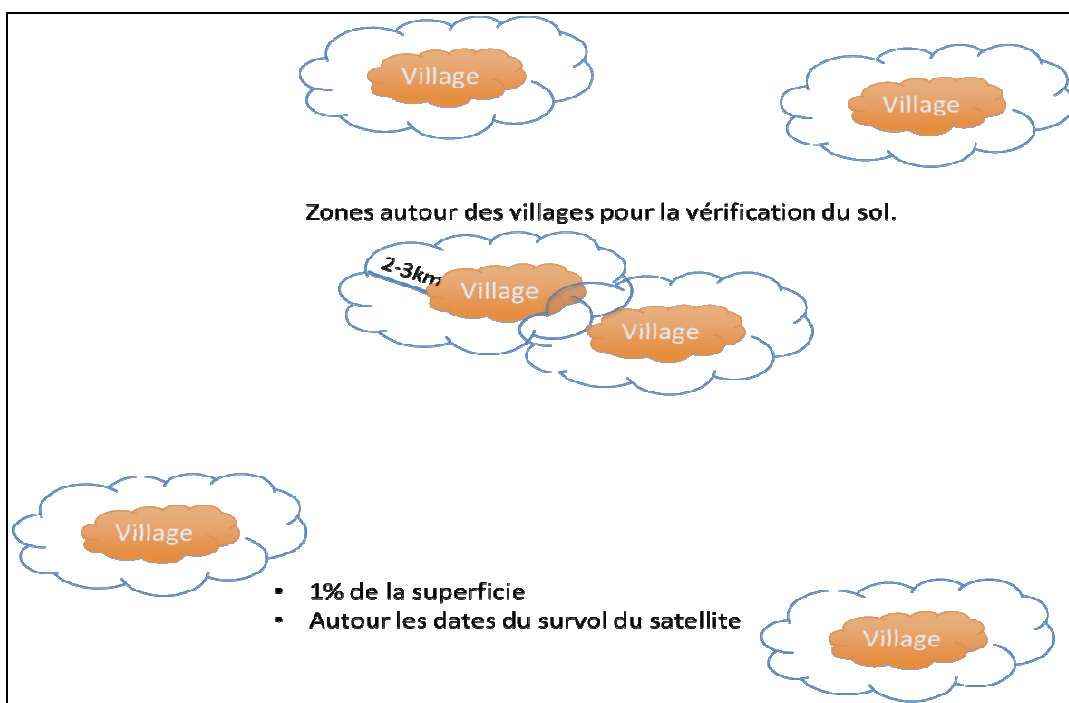 Village
Village
Zones autour des villages pour la vérification du sol.
2-3km
Village
Village
Village
• 1% de la superficie
• Autour les dates du survol du satellite
Village